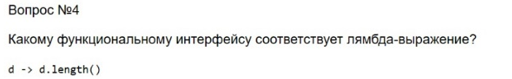 Вопрос №4
Какому функциональному интерфейсу соответствует лямбда-выражение?
d -> d.length()